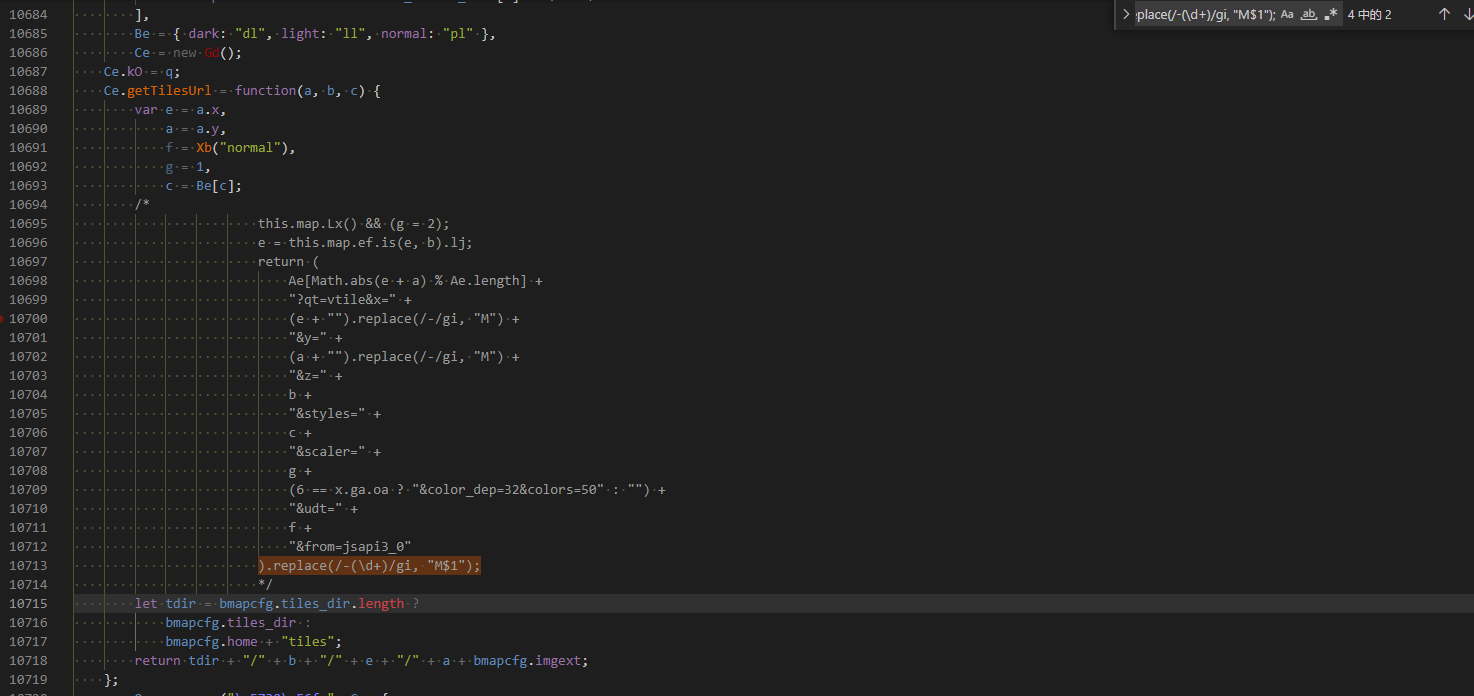 replace(/-(\d+)/gi, "M$1"); Aa ab, .* 4 中的 2
10684 ],
10685 Be = { dark: "dl", light: "ll", normal: "pl" },
10686 Ce = new Gd();
10687 Ce.kO = q;
10688 Ce.getTilesUrl = function(a, b, c) {
10689 var e = a.x,
10690 a = a.y,
10691 f = Xb("normal"),
10692 g = 1,
10693 c = Be[c];
10694 /*
10695 this.map.Lx() && (g = 2);
10696 e = this.map.ef.is(e, b).lj;
10697 return (
10698 Ae[Math.abs(e + a) % Ae.length] +
10699 "?qt=vtile&x=" +
10700 (e + "").replace(/-/gi, "M") +
10701 "&y=" +
10702 (a + "").replace(/-/gi, "M") +
10703 "&z=" +
10704 b +
10705 "&styles=" +
10706 c +
10707 "&scaler=" +
10708 g +
10709 (6 == x.ga.oa ? "&color_dep=32&colors=50" : "") +
10710 "&udt=" +
10711 f +
10712 "&from=jsapi3_0"
10713 ).replace(/-(\d+)/gi, "M$1");
10714 */
10715 let tdir = bmapcfg.tiles_dir.length ?
10716 bmapcfg.tiles_dir :
10717 bmapcfg.home + "tiles";
10718 return tdir + "/" + b + "/" + e + "/" + a + bmapcfg.imgext;
10719 };